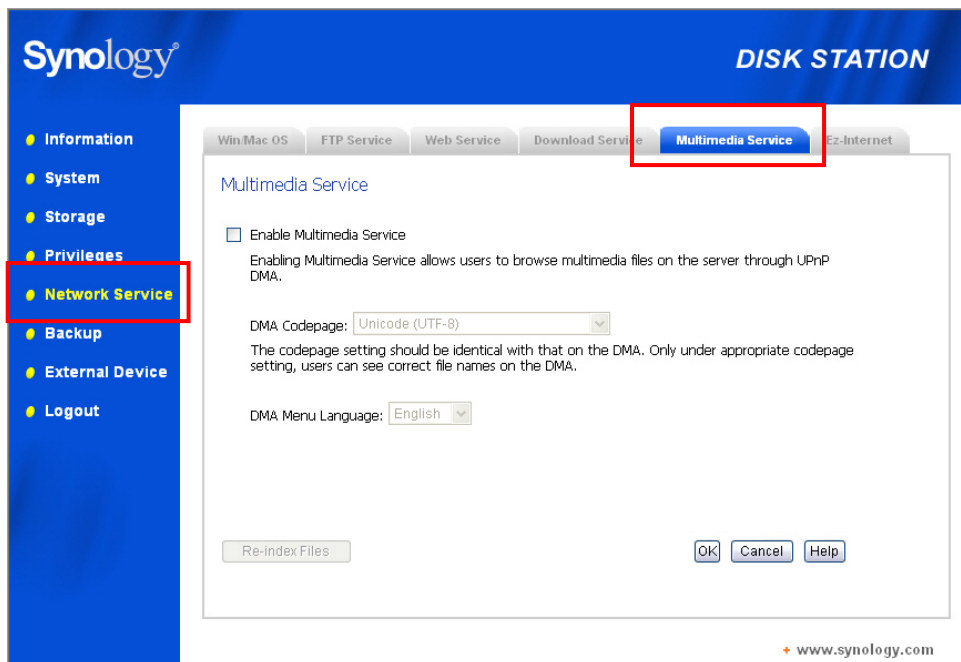 Synology
DISK STATION
Information
System
Storage
Privileges
Network Service
Backup
External Device
Logout
Win/Mac OS
FTP Service
Web Service
Download Service
Multimedia Service
Ez-Internet
Multimedia Service
Enable Multimedia Service
Enabling Multimedia Service allows users to browse multimedia files on the server through UPnP
DMA.
DMA Codepage: Unicode (UTF-8)
The codepage setting should be identical with that on the DMA. Only under appropriate codepage
setting, users can see correct file names on the DMA.
DMA Menu Language: English
Re-index Files
OK
Cancel
Help
+ www.synology.com